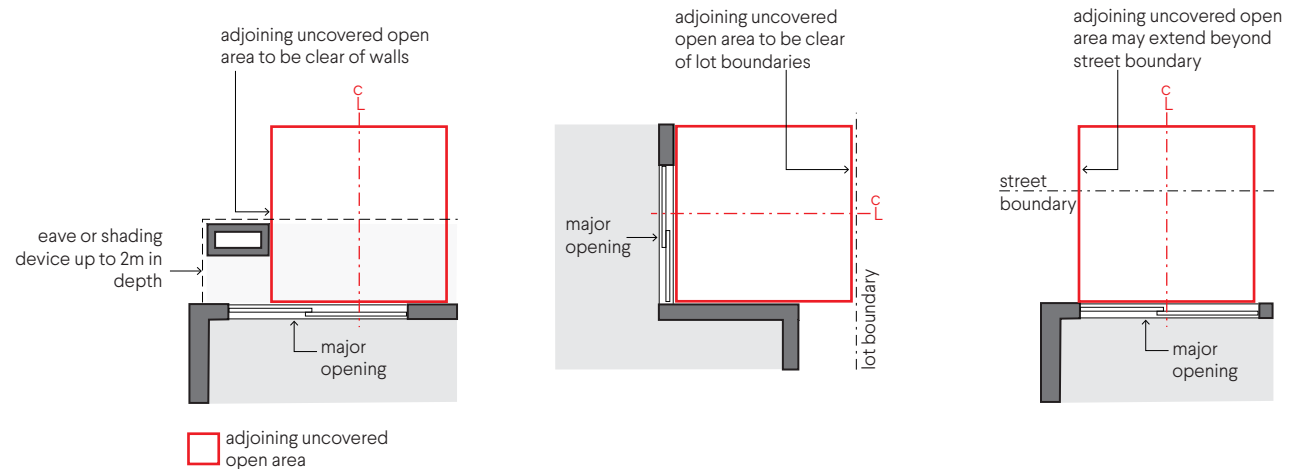 adjoining uncovered open
area to be clear of walls
C
L
eave or shading
device up to 2m in
depth
major
opening
adjoining uncovered
open area
adjoining uncovered
open area to be clear
of lot boundaries
C
L
major
opening
lot boundary
adjoining uncovered open
area may extend beyond
street boundary
C
L
street
boundary
major
opening